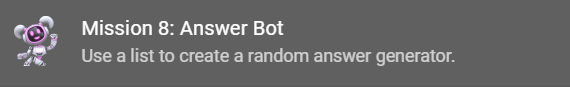 Mission 8: Answer Bot
Use a list to create a random answer generator.